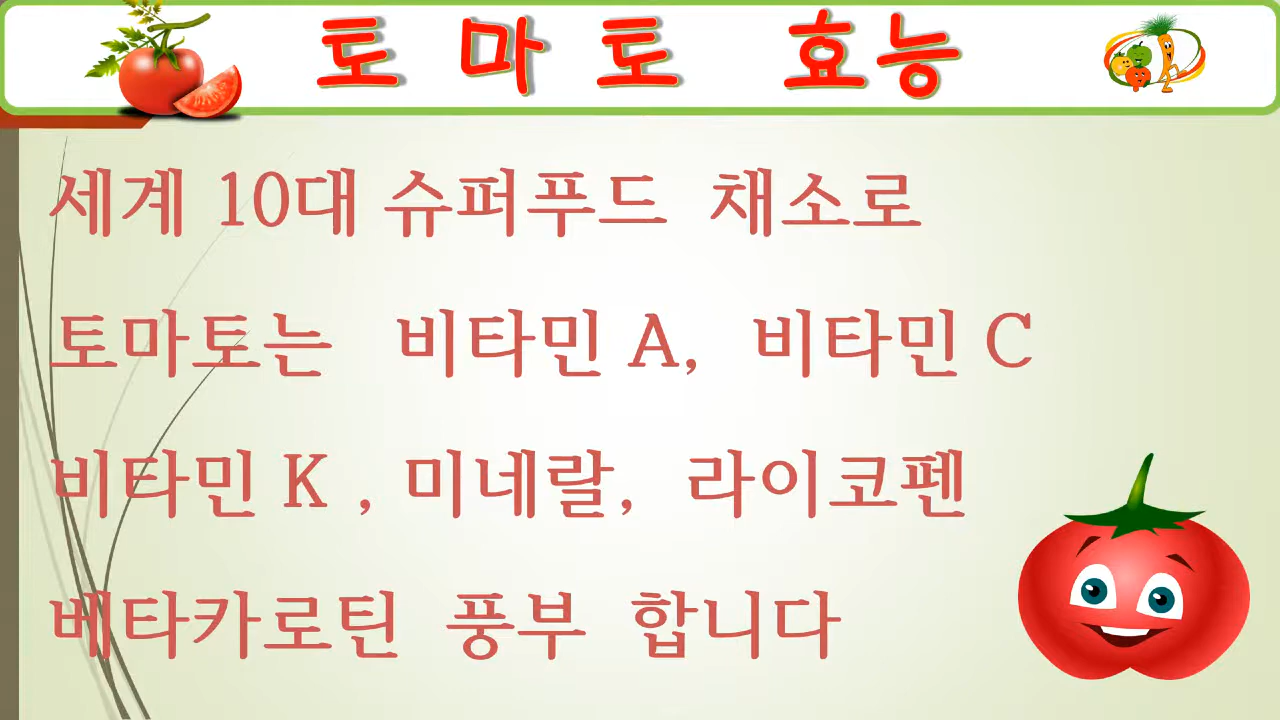 토마토 효능
세계 10대 슈퍼푸드 채소로
토마토는 비타민 A, 비타민 C
비타민 K , 미네랄, 라이코펜
베타카로틴 풍부 합니다